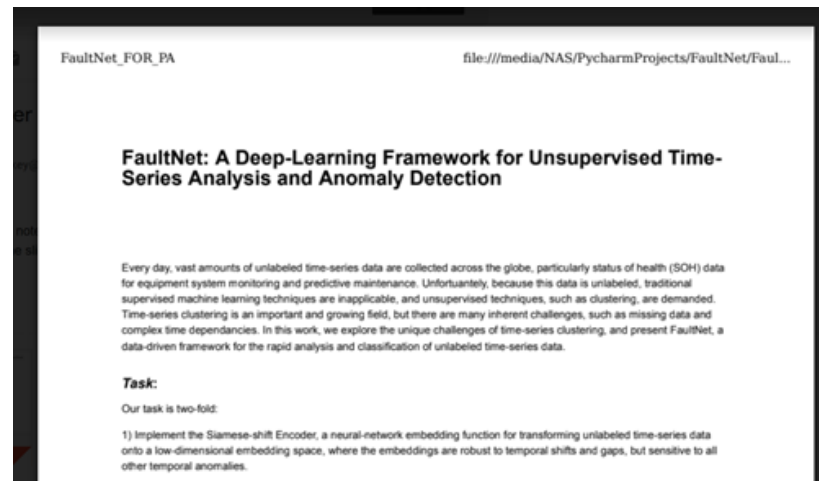 FaultNet_FOR_PA
file:///media/NAS/PycharmProjects/FaultNet/Faul...
FaultNet: A Deep-Learning Framework for Unsupervised Time-
Series Analysis and Anomaly Detection
Every day, vast amounts of unlabeled time-series data are collected across the globe, particularly status of health (SOH) data
for equipment system monitoring and predictive maintenance. Unfortuantely, because this data is unlabeled, traditional
supervised machine learning techniques are inapplicable, and unsupervised techniques, such as clustering, are demanded.
Time-series clustering is an important and growing field, but there are many inherent challenges, such as missing data and
complex time dependancies. In this work, we explore the unique challenges of time-series clustering, and present FaultNet, a
data-driven framework for the rapid analysis and classification of unlabeled time-series data.
Task:
Our task is two-fold:
1) Implement the Siamese-shift Encoder, a neural-network embedding function for transforming unlabeled time-series data
onto a low-dimensional embedding space, where the embeddings are robust to temporal shifts and gaps, but sensitive to all
other temporal anomalies.